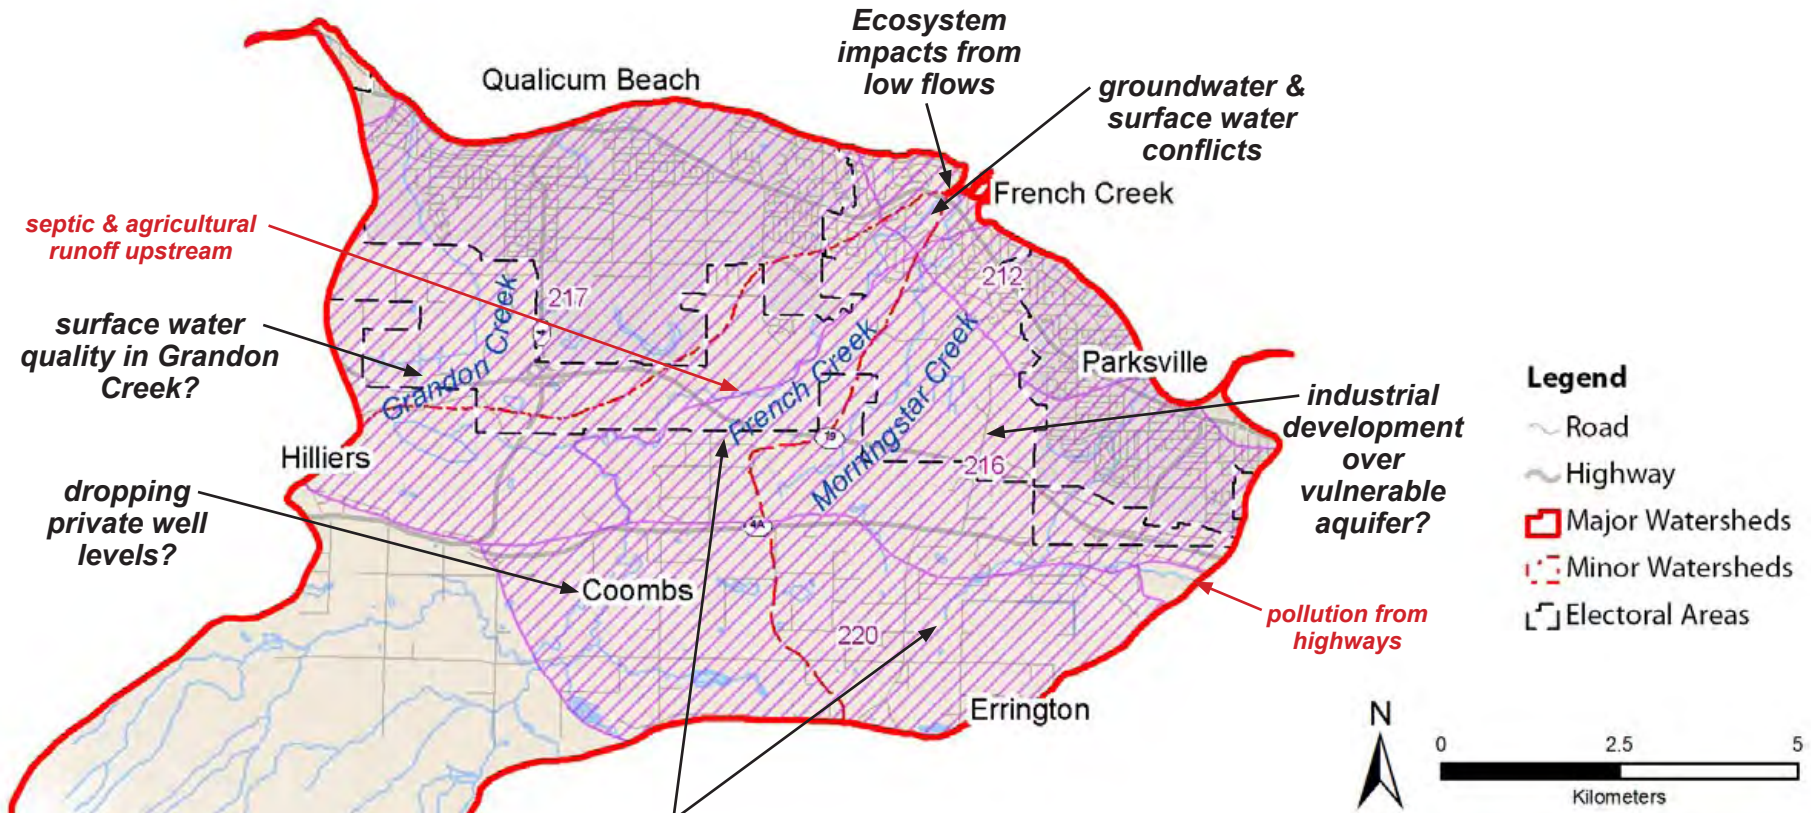 Ecosystem
impacts from
low flows
Qualicum Beach
groundwater &
surface water
conflicts
French Creek
septic & agricultural
runoff upstream
212
217
surface water
quality in Grandon
Creek?
Grandon Creek
4
French Creek
Morningstar Creek
Parksville
industrial
development
over
vulnerable
aquifer?
Legend
Road
Highway
Major Watersheds
Minor Watersheds
Electoral Areas
19
Hilliers
216
dropping
private well
levels?
4A
Coombs
220
pollution from
highways
Errington
N
0 2.5 5
Kilometers